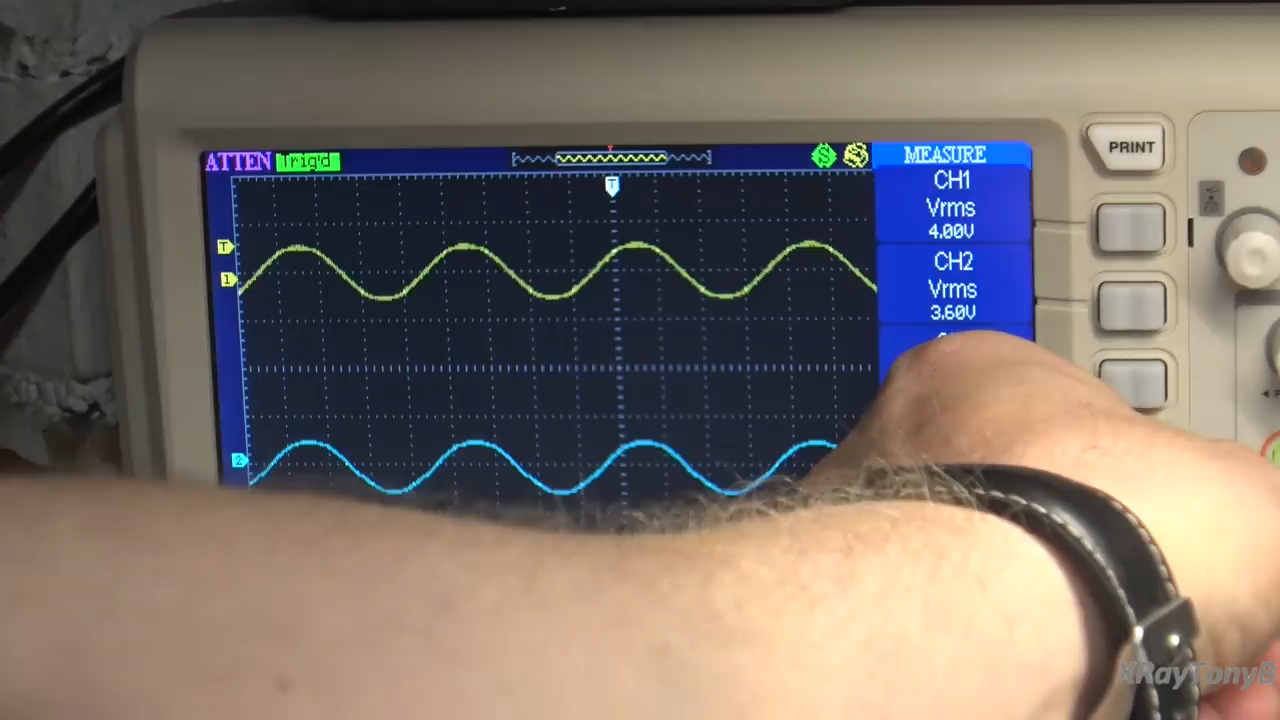 ATTEN Trig'd
MEASURE
CH1
Vrms
4.00V
CH2
Vrms
3.60V
T
T
1
2
PRINT
XRayTonyB